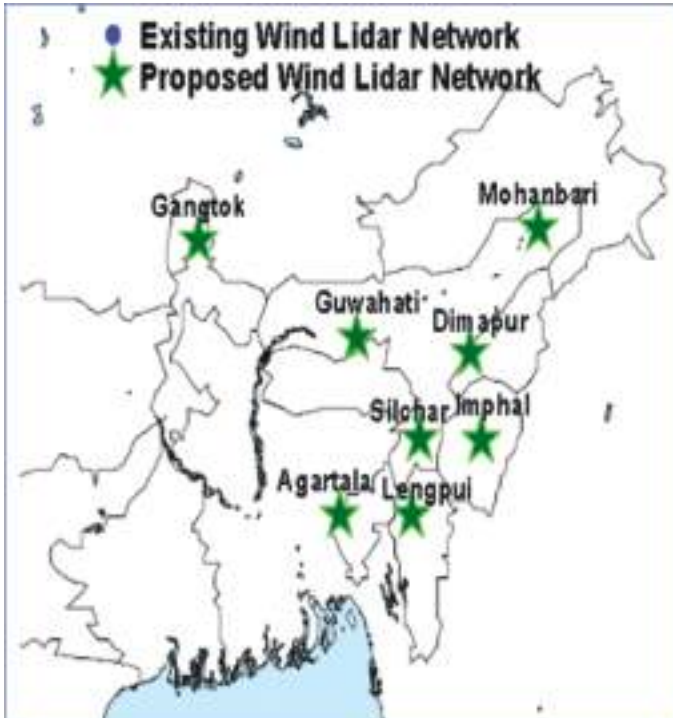 Existing Wind Lidar Network
Proposed Wind Lidar Network
Mohanbari
Gangtok
Guwahati
Dimapur
Silchar
Imphal
Agartala
Lengpui